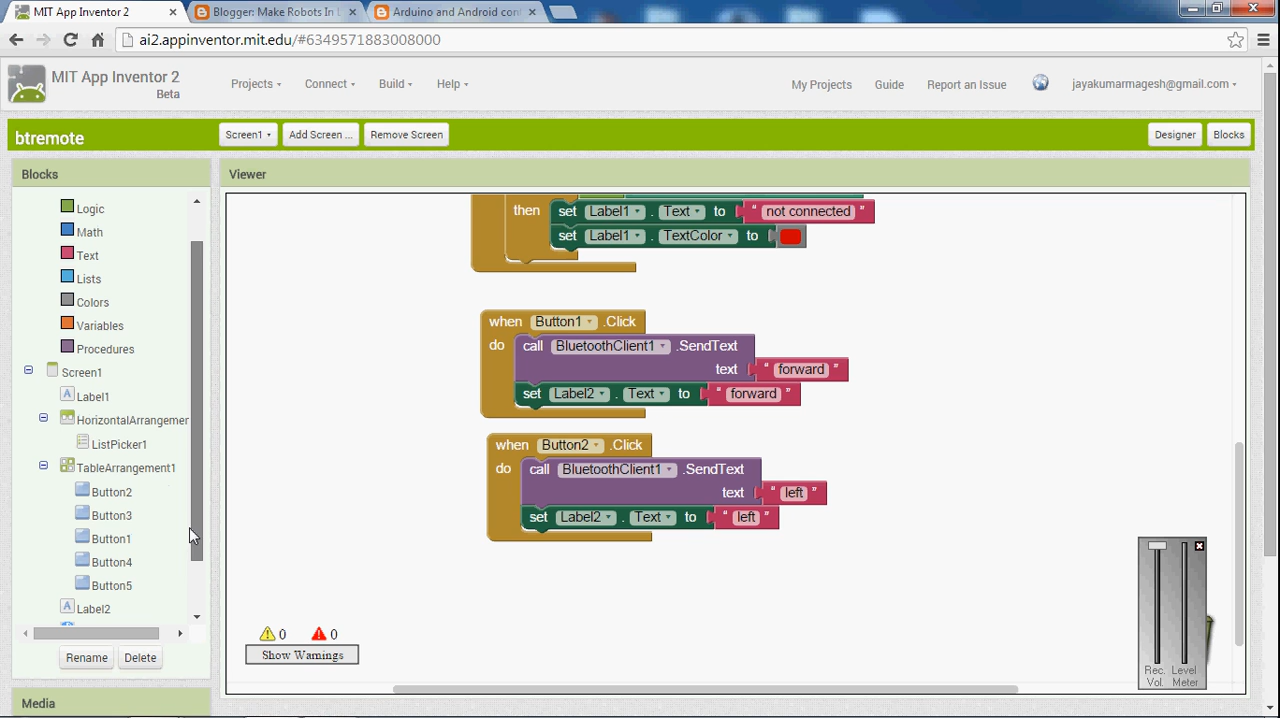 MIT App Inventor 2
Blogger: Make Robots In L
Arduino and Android con
ai2.appinventor.mit.edu/#6349571883008000
MIT App Inventor 2
Beta
Projects
Connect
Build
Help
My Projects
Guide
Report an Issue
jayakumarmagesh@gmail.com
btremote
Screen1
Add Screen ...
Remove Screen
Designer
Blocks
Blocks
Viewer
Logic
Math
Text
Lists
Colors
Variables
Procedures
Screen1
Label1
HorizontalArrangemer
ListPicker1
TableArrangement1
Button2
Button3
Button1
Button4
Button5
Label2
Rename
Delete
Media
then set Label1 . Text to " not connected "
set Label1 . TextColor to
when Button1 .Click
do call BluetoothClient1 .SendText
text " forward "
set Label2 . Text to " forward "
when Button2 .Click
do call BluetoothClient1 .SendText
text " left "
set Label2 . Text to " left "
0 0
Show Warnings
Rec. Level
Vol. Meter